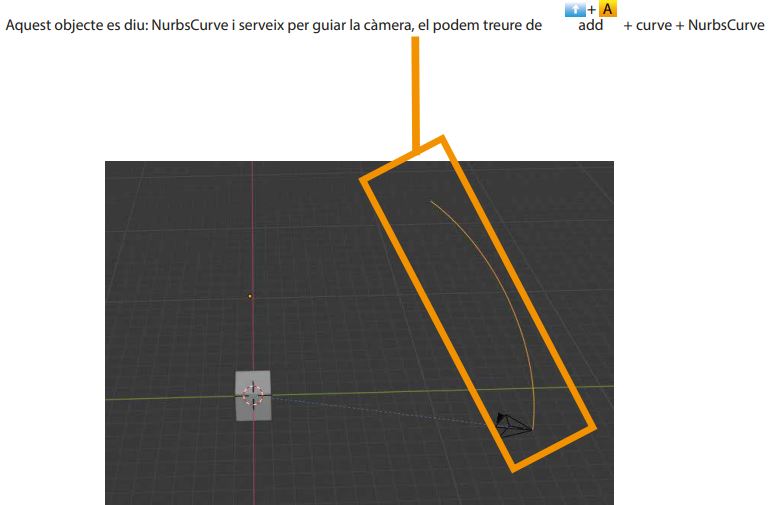 ⬆ + A
Aquest objecte es diu: NurbsCurve i serveix per guiar la càmera, el podem treure de add + curve + NurbsCurve